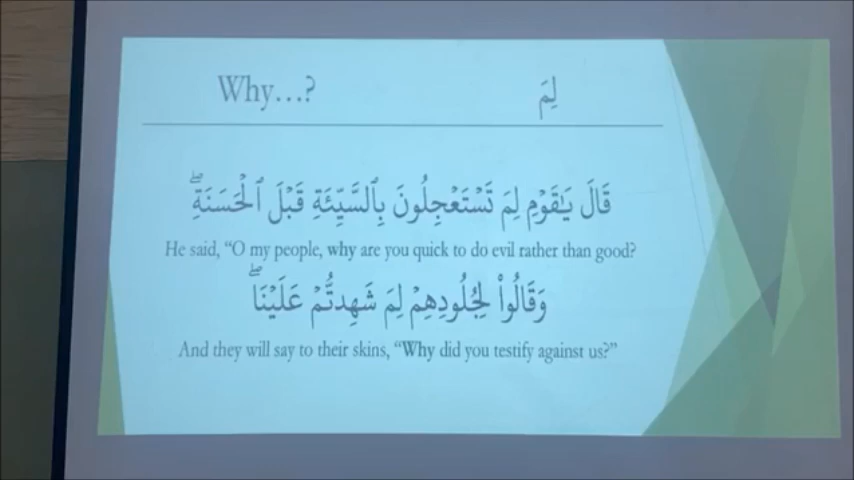 Why...? لِمَ
قَالَ يَـٰقَوْمِ لِمَ تَسْتَعْجِلُونَ بِٱلسَّيِّئَةِ قَبْلَ ٱلْحَسَنَةِۖ
He said, “O my people, why are you quick to do evil rather than good?
وَقَالُوا۟ لِجُلُودِهِمْ لِمَ شَهِدتُّمْ عَلَيْنَاۖ
And they will say to their skins, “Why did you testify against us?”